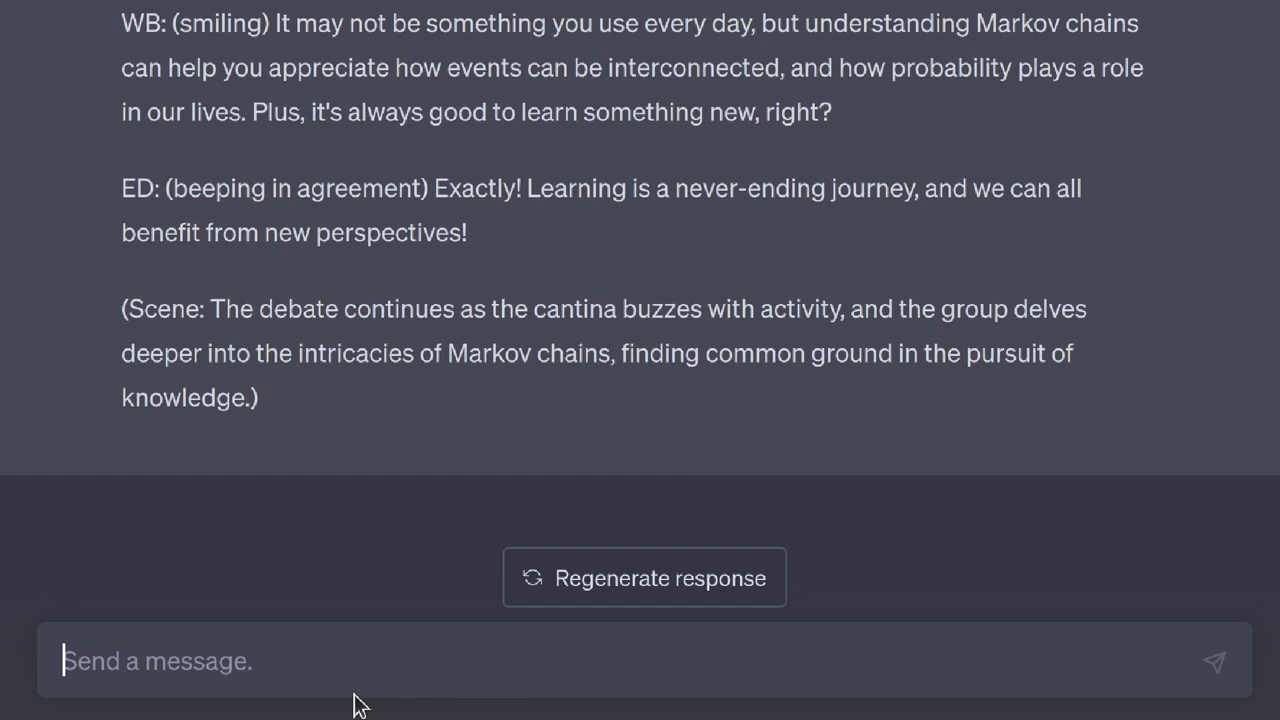 WB: (smiling) It may not be something you use every day, but understanding Markov chains
can help you appreciate how events can be interconnected, and how probability plays a role
in our lives. Plus, it's always good to learn something new, right?
ED: (beeping in agreement) Exactly! Learning is a never-ending journey, and we can all
benefit from new perspectives!
(Scene: The debate continues as the cantina buzzes with activity, and the group delves
deeper into the intricacies of Markov chains, finding common ground in the pursuit of
knowledge.)
Regenerate response
Send a message.